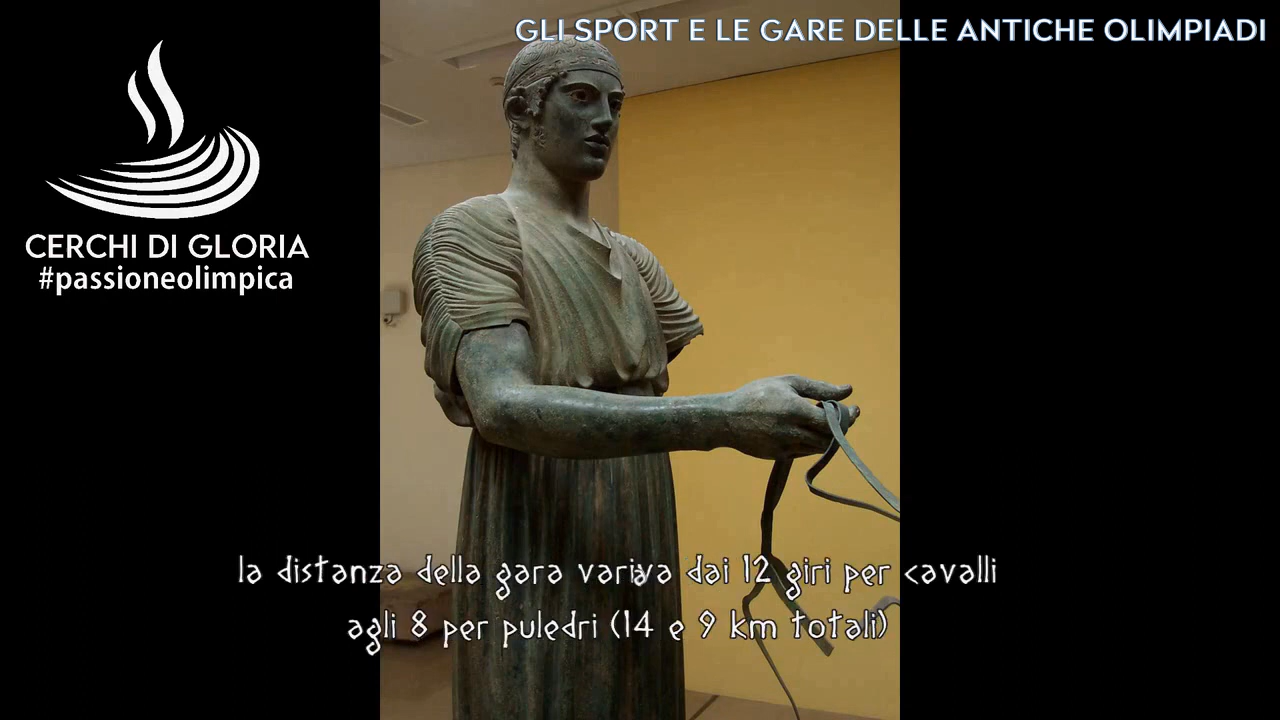 GLI SPORT E LE GARE DELLE ANTICHE OLIMPIADI
CERCHI DI GLORIA
#passioneolimpica
la distanza della gara variava dai 12 giri per cavalli
agli 8 per puledri (14 e 9 km totali)